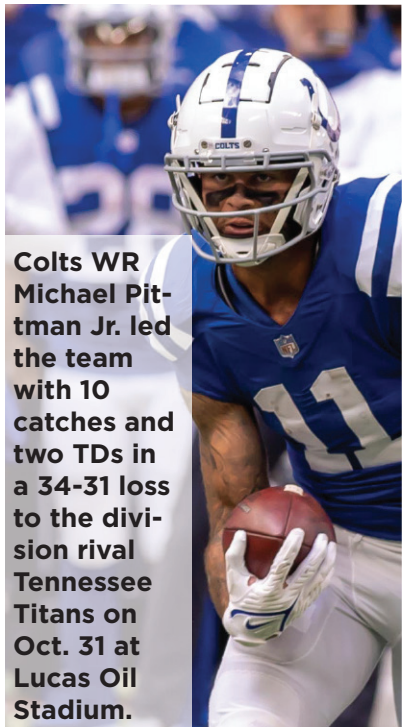 COLTS
Colts WR
Michael Pit-
tman Jr. led
the team
with 10
catches and
two TDs in
a 34-31 loss
to the divi-
sion rival
Tennessee
Titans on
Oct. 31 at
Lucas Oil
Stadium.
11